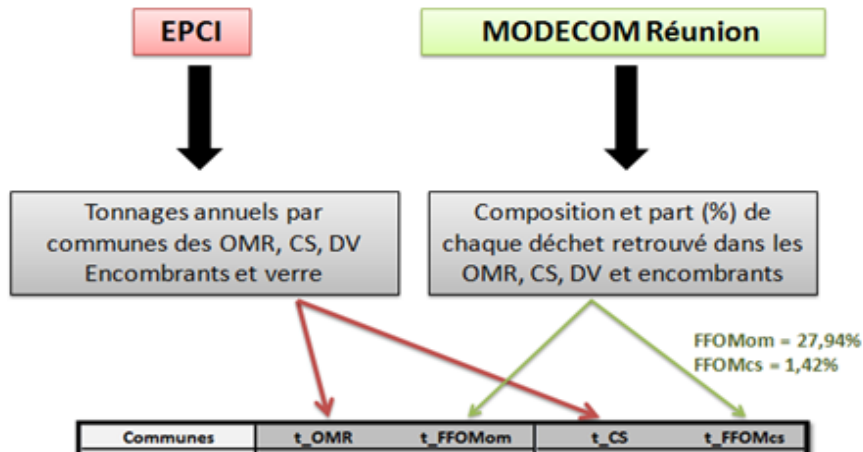 EPCI
MODECOM Réunion
Tonnages annuels par
communes des OMR, CS, DV
Encombrants et verre
Composition et part (%) de
chaque déchet retrouvé dans les
OMR, CS, DV et encombrants
FFOMom = 27,94%
FFOMcs = 1,42%
Communes t_OMR t_FFOMom t_CS t_FFOMcs